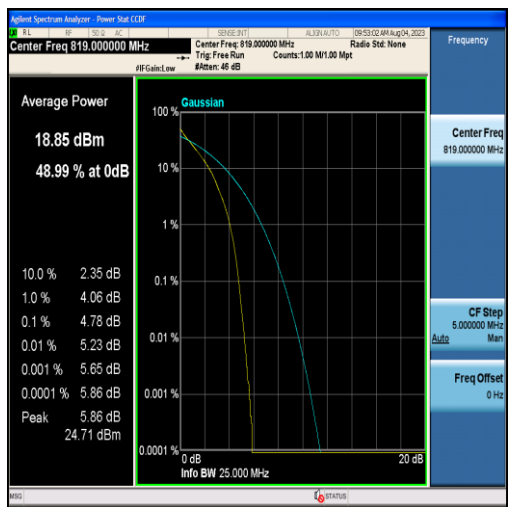 Agilent Spectrum Analyzer - Power Stat CCDF
RL RF 50 Ω AC SENSE:INT ALIGN AUTO 09:53:02 AM Aug 04, 2023
Center Freq 819.000000 MHz
Center Freq: 819.000000 MHz Radio Std: None
Trig: Free Run Counts:1.00 M/1.00 Mpt
#IFGain:Low #Atten: 46 dB
Frequency
Average Power
18.85 dBm
48.99 % at 0dB
10.0 % 2.35 dB
1.0 % 4.06 dB
0.1 % 4.78 dB
0.01 % 5.23 dB
0.001 % 5.65 dB
0.0001 % 5.86 dB
Peak 5.86 dB
24.71 dBm
Gaussian
100 %
10 %
1 %
0.1 %
0.01 %
0.001 %
0.0001 %
0 dB 20 dB
Info BW 25.000 MHz
Center Freq
819.000000 MHz
CF Step
5.000000 MHz
Auto Man
Freq Offset
0 Hz
MSG STATUS